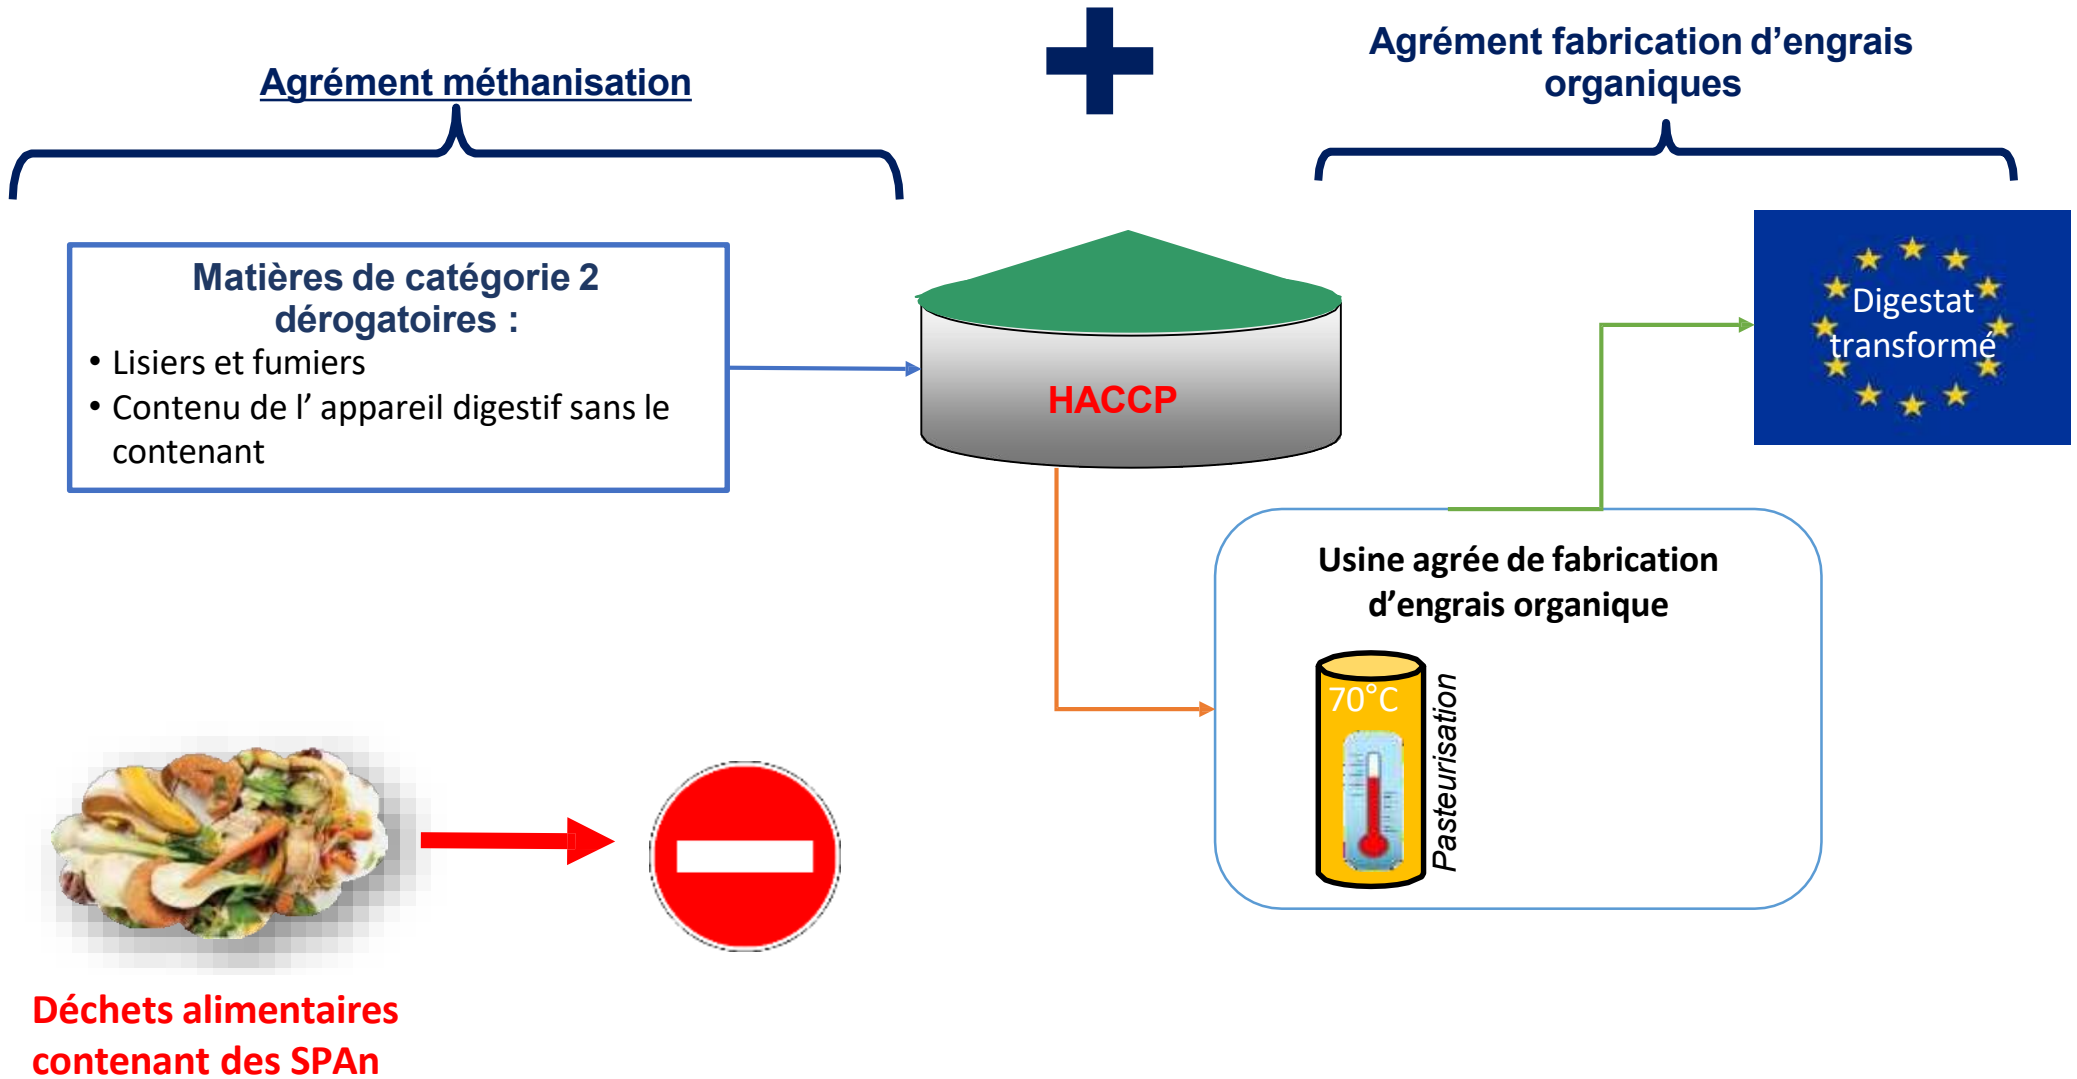 Agrément méthanisation
Agrément fabrication d’engrais
organiques
Matières de catégorie 2
dérogatoires :
• Lisiers et fumiers
• Contenu de l’ appareil digestif sans le
contenant
HACCP
Digestat
transformé
Usine agrée de fabrication
d’engrais organique
70°C
Pasteurisation
Déchets alimentaires
contenant des SPAn